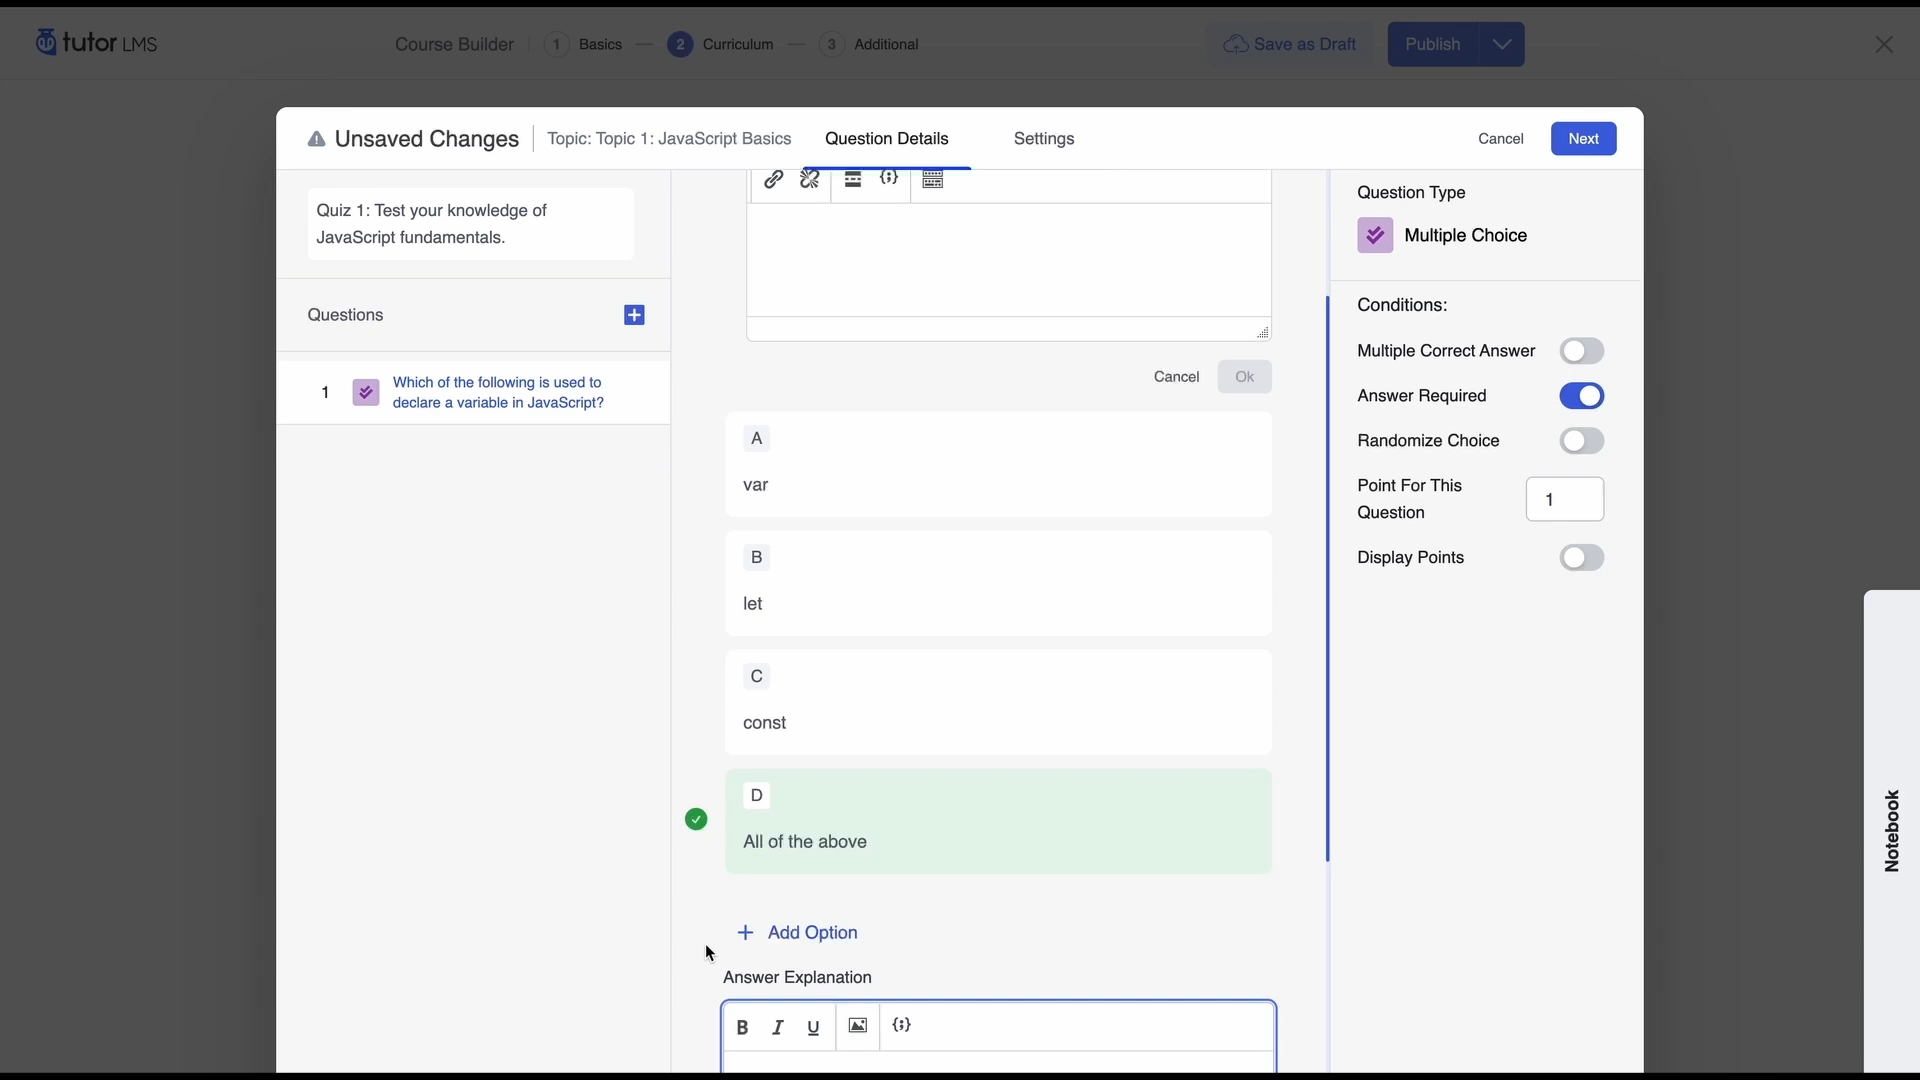 tutor LMS
Course Builder
1 Basics
2 Curriculum
3 Additional
Save as Draft
Publish
Unsaved Changes
Topic: Topic 1: JavaScript Basics
Question Details
Settings
Cancel
Next
Quiz 1: Test your knowledge of
JavaScript fundamentals.
Questions
1
Which of the following is used to
declare a variable in JavaScript?
Cancel
Ok
A
var
B
let
C
const
D
All of the above
Add Option
Answer Explanation
B I U
Question Type
Multiple Choice
Conditions:
Multiple Correct Answer
Answer Required
Randomize Choice
Point For This
Question
1
Display Points
Notebook